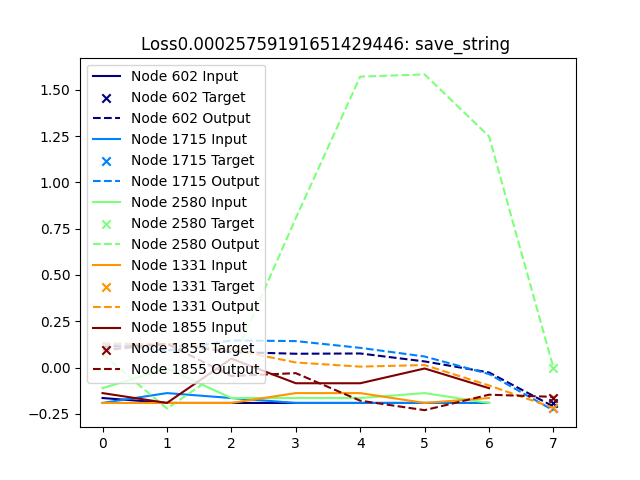 Loss0.00025759191651429446: save_string
1.50
1.25
1.00
0.75
0.50
0.25
0.00
−0.25
Node 602 Input
Node 602 Target
Node 602 Output
Node 1715 Input
Node 1715 Target
Node 1715 Output
Node 2580 Input
Node 2580 Target
Node 2580 Output
Node 1331 Input
Node 1331 Target
Node 1331 Output
Node 1855 Input
Node 1855 Target
Node 1855 Output
0 1 2 3 4 5 6 7